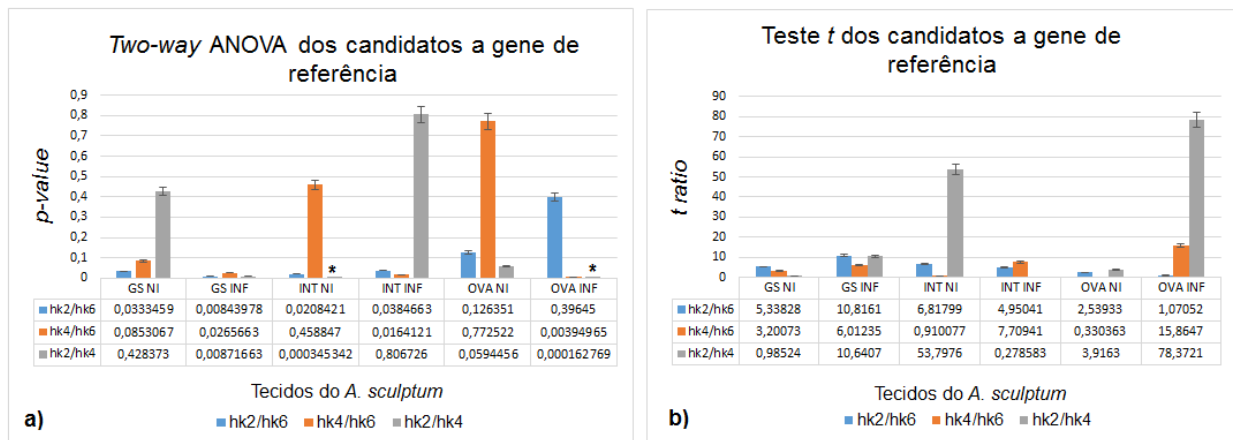 Two-way ANOVA dos candidatos a gene de
referência
0,9
0,8
0,7
0,6
0,5
0,4
0,3
0,2
0,1
0
p-value
* *
GS NI GS INF INT NI INT INF OVA NI OVA INF
hk2/hk6 0,0333459 0,00843978 0,0208421 0,0384663 0,126351 0,39645
hk4/hk6 0,0853067 0,0265663 0,458847 0,0164121 0,772522 0,00394965
hk2/hk4 0,428373 0,00871663 0,000345342 0,806726 0,0594456 0,000162769
Tecidos do A. sculptum
a) hk2/hk6 hk4/hk6 hk2/hk4
Teste t dos candidatos a gene de
referência
90
80
70
60
50
40
30
20
10
0
t ratio
GS NI GS INF INT NI INT INF OVA NI OVA INF
hk2/hk6 5,33828 10,8161 6,81799 4,95041 2,53933 1,07052
hk4/hk6 3,20073 6,01235 0,910077 7,70941 0,330363 15,8647
hk2/hk4 0,98524 10,6407 53,7976 0,278583 3,9163 78,3721
Tecidos do A. sculptum
b) hk2/hk6 hk4/hk6 hk2/hk4